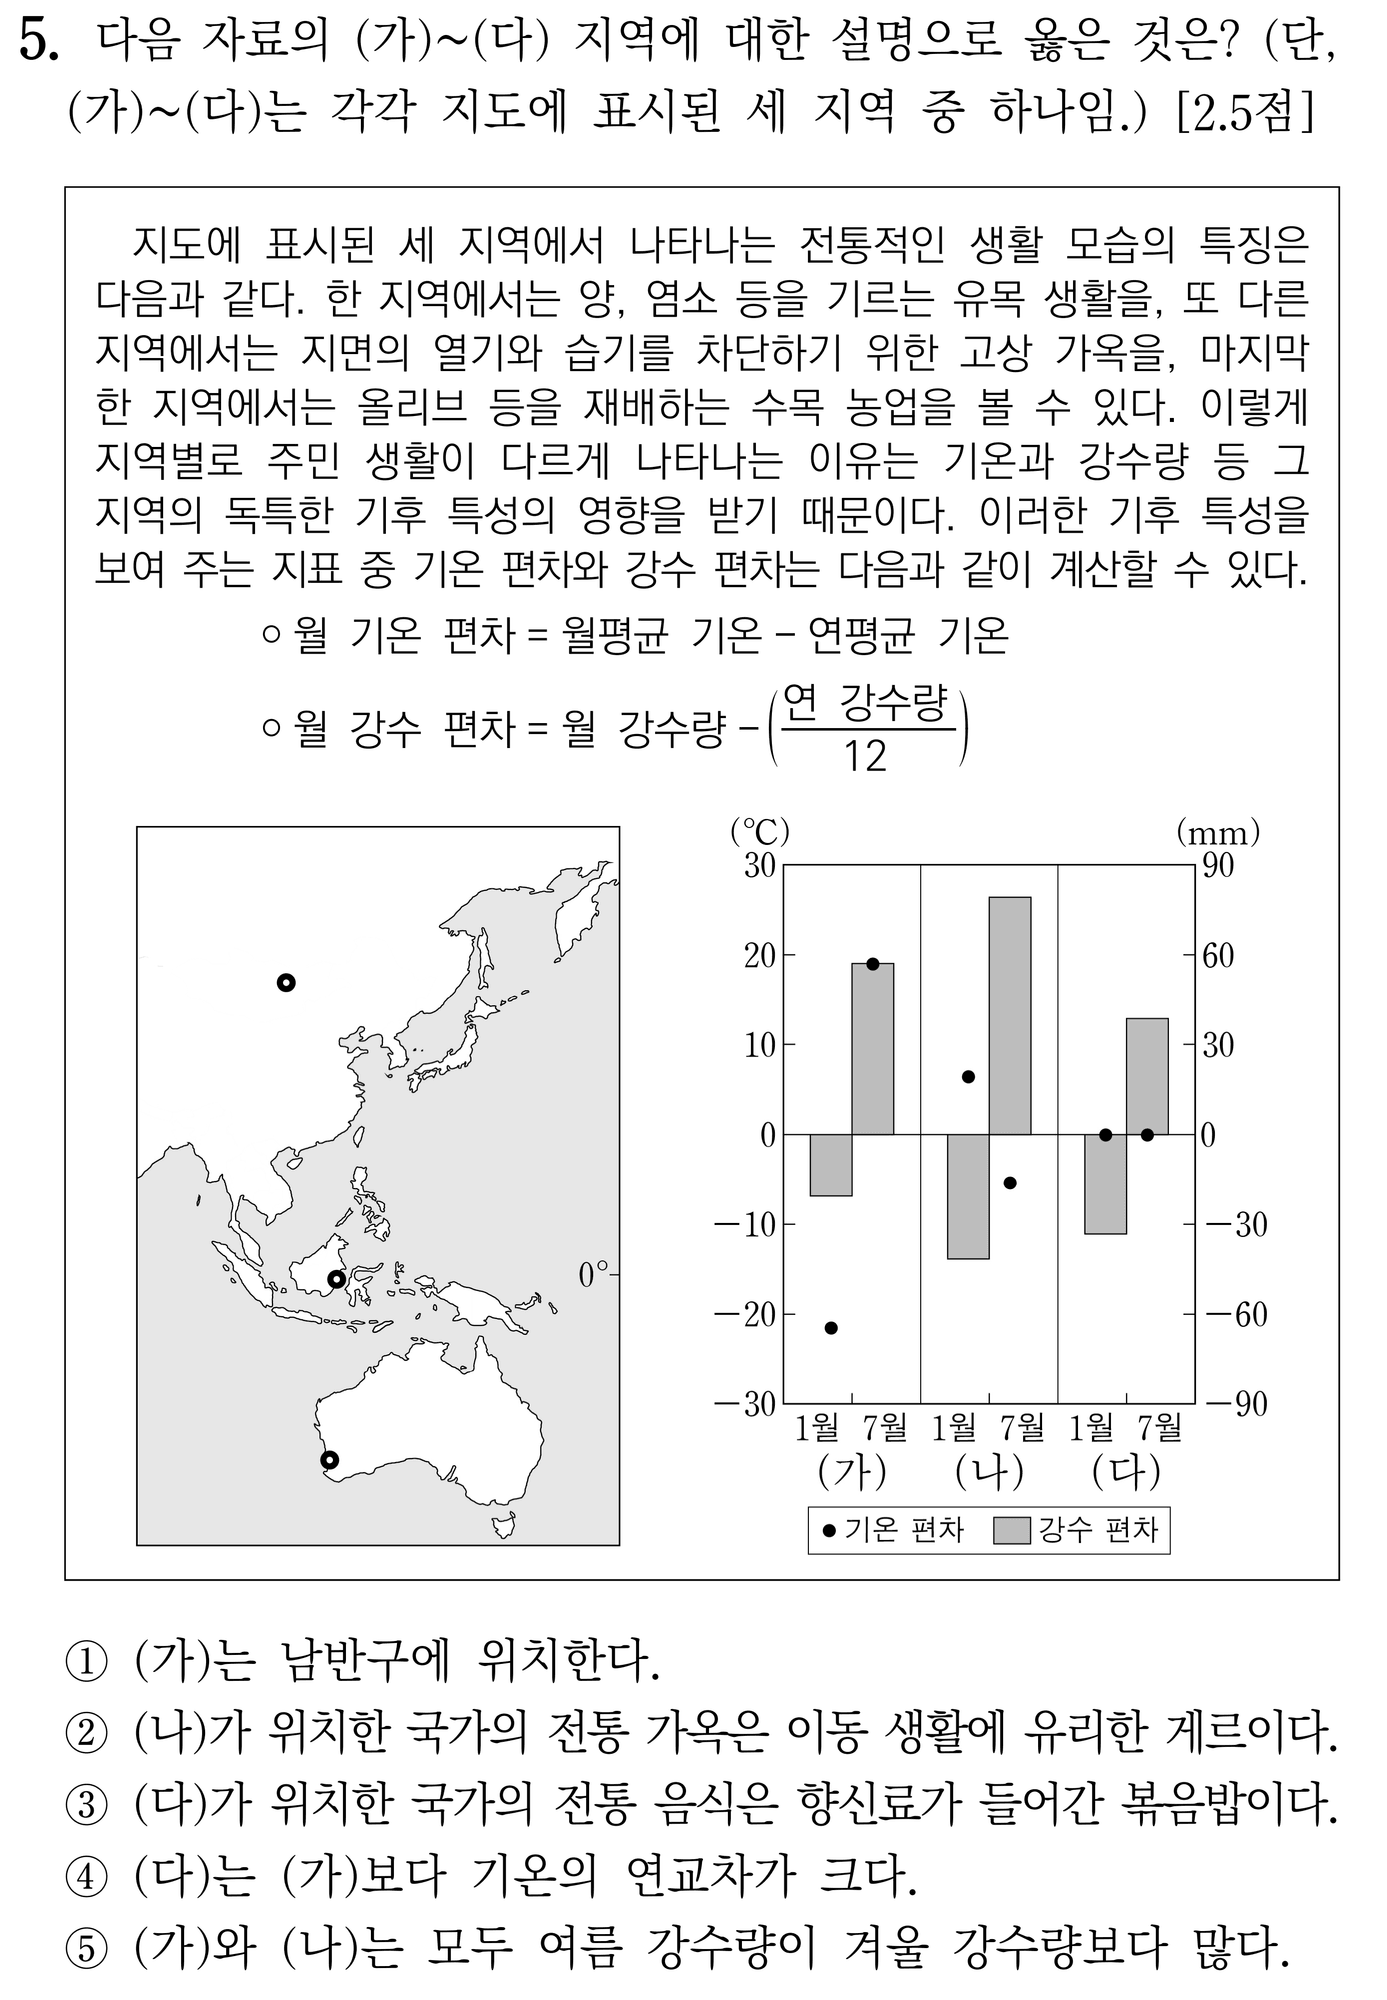 5. 다음 자료의 (가)~(다) 지역에 대한 설명으로 옳은 것은? (단,
(가)~(다)는 각각 지도에 표시된 세 지역 중 하나임.) [2.5점]
지도에 표시된 세 지역에서 나타나는 전통적인 생활 모습의 특징은
다음과 같다. 한 지역에서는 양, 염소 등을 기르는 유목 생활을, 또 다른
지역에서는 지면의 열기와 습기를 차단하기 위한 고상 가옥을, 마지막
한 지역에서는 올리브 등을 재배하는 수목 농업을 볼 수 있다. 이렇게
지역별로 주민 생활이 다르게 나타나는 이유는 기온과 강수량 등 그
지역의 독특한 기후 특성의 영향을 받기 때문이다. 이러한 기후 특성을
보여 주는 지표 중 기온 편차와 강수 편차는 다음과 같이 계산할 수 있다.
○ 월 기온 편차 = 월평균 기온 - 연평균 기온
○ 월 강수 편차 = 월 강수량 - (연 강수량 / 12)
0°
(℃) (mm)
30 90
20 60
10 30
0 0
-10 -30
-20 -60
-30 -90
1월 7월 1월 7월 1월 7월
(가) (나) (다)
● 기온 편차 강수 편차
① (가)는 남반구에 위치한다.
② (나)가 위치한 국가의 전통 가옥은 이동 생활에 유리한 게르이다.
③ (다)가 위치한 국가의 전통 음식은 향신료가 들어간 볶음밥이다.
④ (다)는 (가)보다 기온의 연교차가 크다.
⑤ (가)와 (나)는 모두 여름 강수량이 겨울 강수량보다 많다.